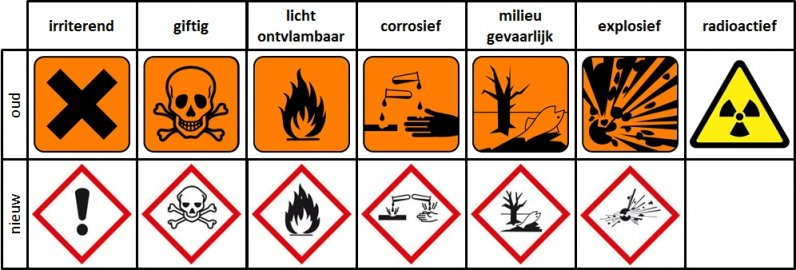 irriterend
giftig
licht
ontvlambaar
corrosief
milieu
gevaarlijk
explosief
radioactief
oud
nieuw